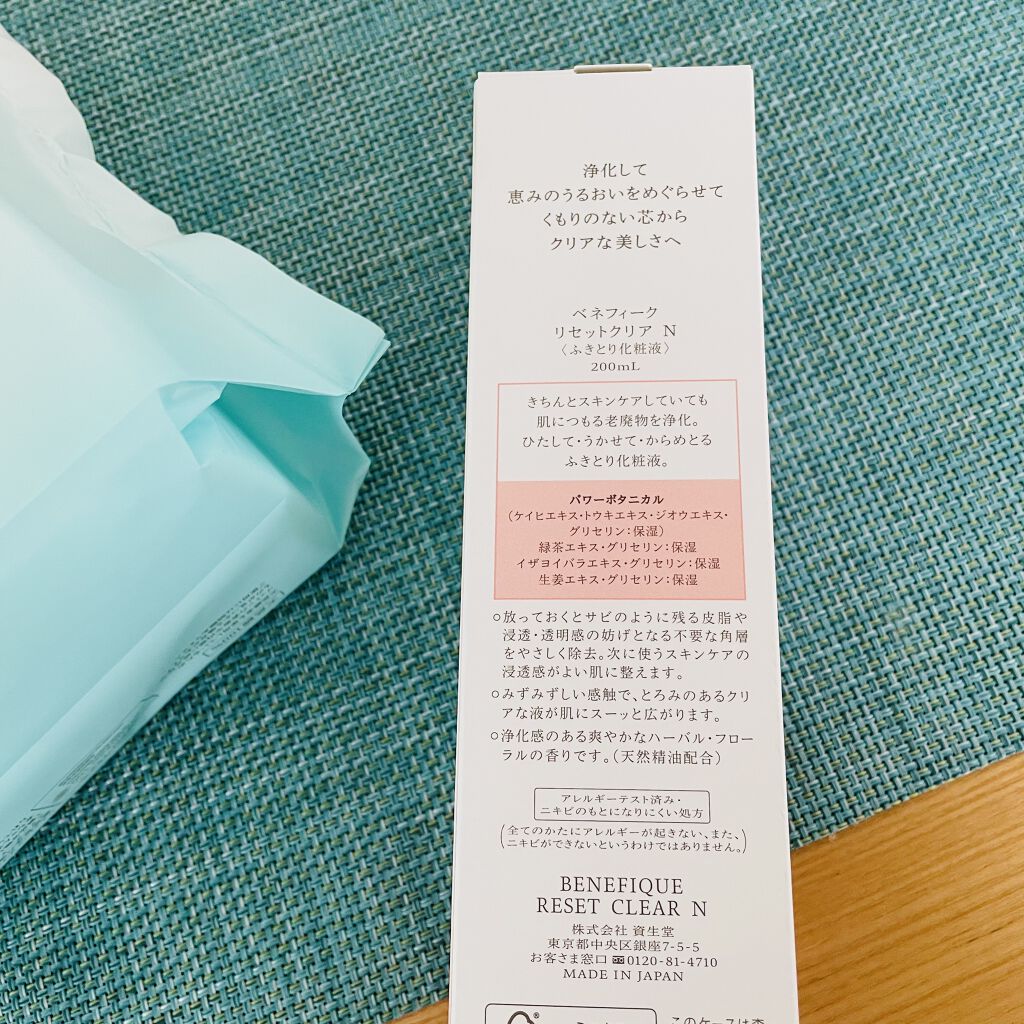 浄化して
恵みのうるおいをめぐらせて
くもりのない芯から
クリアな美しさへ
ベネフィーク
リセットクリア N
〈ふきとり化粧液〉
200mL
きちんとスキンケアしていても
肌につもる老廃物を浄化。
ひたして・うかせて・からめとる
ふきとり化粧液。
パワーボタニカル
（ケイヒエキス・トウキエキス・ジオウエキス・
グリセリン：保湿）
緑茶エキス・グリセリン：保湿
イザヨイバラエキス・グリセリン：保湿
生姜エキス・グリセリン：保湿
○放っておくとサビのように残る皮脂や
浸透・透明感の妨げとなる不要な角層
をやさしく除去。次に使うスキンケアの
浸透感がよい肌に整えます。
○みずみずしい感触で、とろみのあるクリ
アな液が肌にスーッと広がります。
○浄化感のある爽やかなハーバル・フロー
ラルの香りです。（天然精油配合）
アレルギーテスト済み・
ニキビのもとになりにくい処方
（全てのかたにアレルギーが起きない、また、
ニキビができないというわけではありません。）
BENEFIQUE
RESET CLEAR N
株式会社 資生堂
東京都中央区銀座7-5-5
お客さま窓口 0120-81-4710
MADE IN JAPAN
このケースは